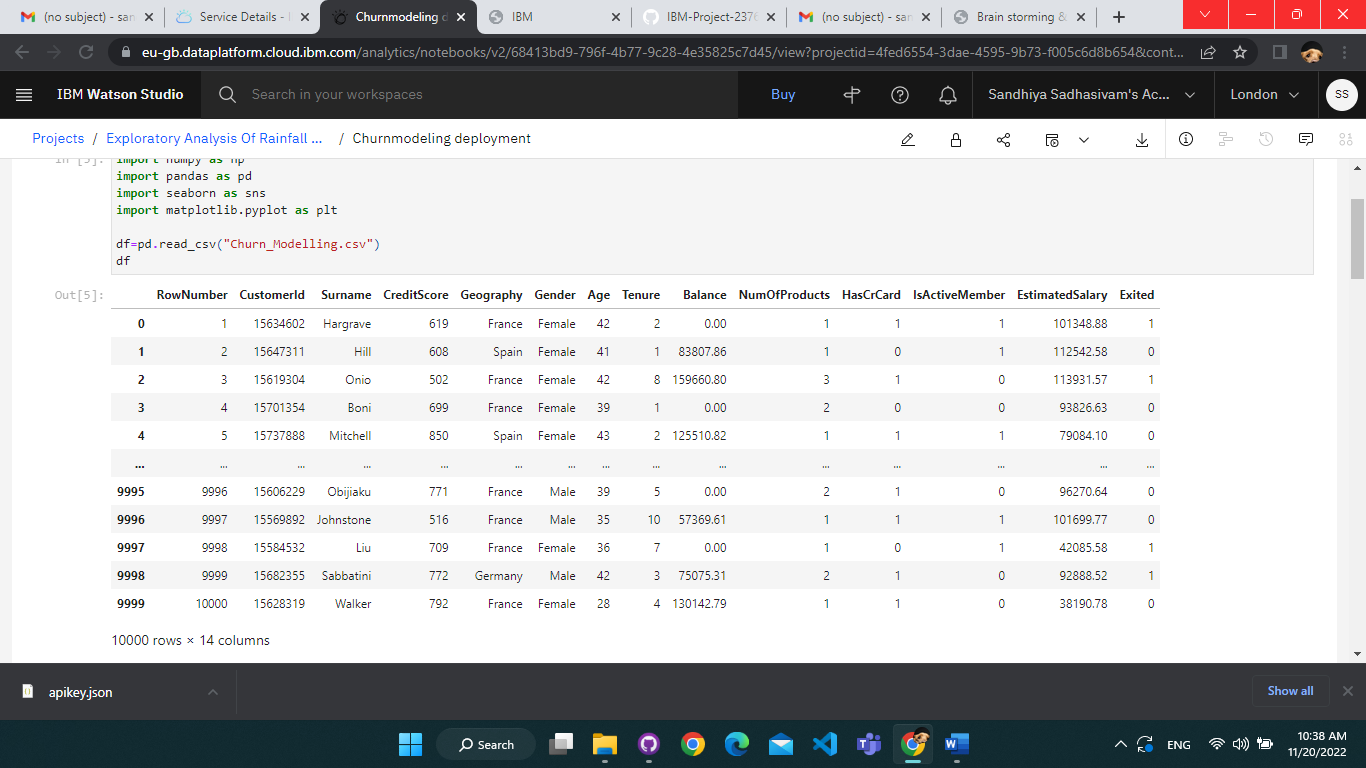 (no subject) - san
Service Details - I
Churnmodeling d
IBM
IBM-Project-2376
(no subject) - san
Brain storming &
eu-gb.dataplatform.cloud.ibm.com/analytics/notebooks/v2/68413bd9-796f-4b77-9c28-4e35825c7d45/view?projectid=4fed6554-3dae-4595-9b73-f005c6d8b654&cont...
IBM Watson Studio
Search in your workspaces
Buy
Sandhiya Sadhasivam's Ac...
London
SS
Projects / Exploratory Analysis Of Rainfall ... / Churnmodeling deployment
In [5]: import numpy as np
import pandas as pd
import seaborn as sns
import matplotlib.pyplot as plt
df=pd.read_csv("Churn_Modelling.csv")
df
Out[5]:
RowNumber CustomerId Surname CreditScore Geography Gender Age Tenure Balance NumOfProducts HasCrCard IsActiveMember EstimatedSalary Exited
0 1 15634602 Hargrave 619 France Female 42 2 0.00 1 1 1 101348.88 1
1 2 15647311 Hill 608 Spain Female 41 1 83807.86 1 0 1 112542.58 0
2 3 15619304 Onio 502 France Female 42 8 159660.80 3 1 0 113931.57 1
3 4 15701354 Boni 699 France Female 39 1 0.00 2 0 0 93826.63 0
4 5 15737888 Mitchell 850 Spain Female 43 2 125510.82 1 1 1 79084.10 0
... ... ... ... ... ... ... ... ... ... ... ... ... ... ...
9995 9996 15606229 Obijiaku 771 France Male 39 5 0.00 2 1 0 96270.64 0
9996 9997 15569892 Johnstone 516 France Male 35 10 57369.61 1 1 1 101699.77 0
9997 9998 15584532 Liu 709 France Female 36 7 0.00 1 0 1 42085.58 1
9998 9999 15682355 Sabbatini 772 Germany Male 42 3 75075.31 2 1 0 92888.52 1
9999 10000 15628319 Walker 792 France Female 28 4 130142.79 1 1 0 38190.78 0
10000 rows × 14 columns
apikey.json
Show all
Search
ENG
10:38 AM
11/20/2022